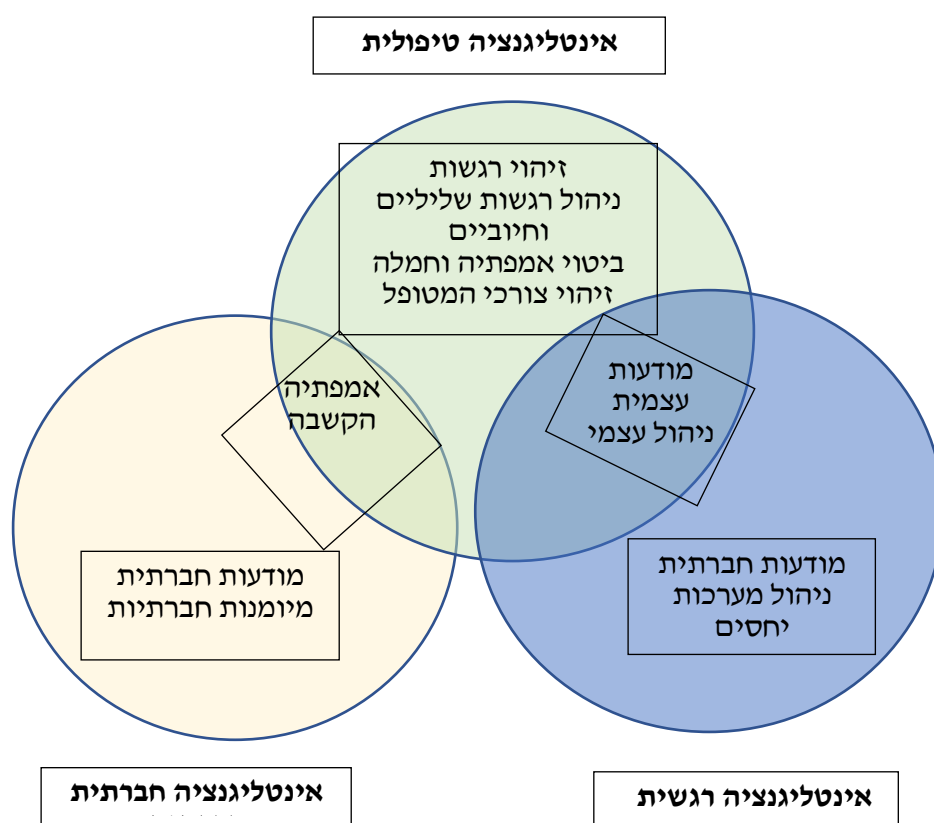 אינטליגנציה טיפולית
זיהוי רגשות
ניהול רגשות שליליים
וחיוביים
ביטוי אמפתיה וחמלה
זיהוי צורכי המטופל
מודעות
עצמית
ניהול עצמי
אמפתיה
הקשבה
מודעות חברתית
ניהול מערכות
יחסים
מודעות חברתית
מיומנות חברתיות
אינטליגנציה רגשית
אינטליגנציה חברתית